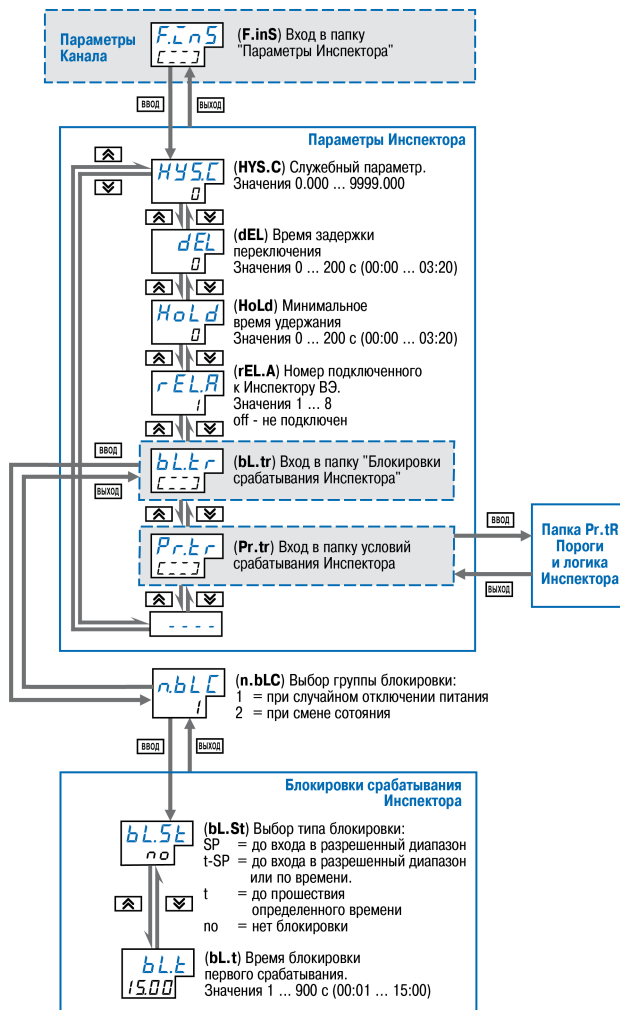 Параметры
Канала
F.inS
[---]
(F.inS) Вход в папку
"Параметры Инспектора"
ввод
выход
Параметры Инспектора
HYS.C
0
(HYS.C) Служебный параметр.
Значения 0.000 ... 9999.000
dEL
0
(dEL) Время задержки
переключения
Значения 0 ... 200 с (00:00 ... 03:20)
HoLd
0
(HoLd) Минимальное
время удержания
Значения 0 ... 200 с (00:00 ... 03:20)
rEL.A
1
(rEL.A) Номер подключенного
к Инспектору ВЭ.
Значения 1 ... 8
off - не подключен
ввод
выход
bL.tr
[---]
(bL.tr) Вход в папку "Блокировки
срабатывания Инспектора"
Pr.tr
[---]
(Pr.tr) Вход в папку условий
срабатывания Инспектора
ввод
выход
Папка Pr.tR
Пороги
и логика
Инспектора
----
n.bLC
1
(n.bLC) Выбор группы блокировки:
1 = при случайном отключении питания
2 = при смене сотояния
ввод
выход
Блокировки срабатывания
Инспектора
bL.St
no
(bL.St) Выбор типа блокировки:
SP = до входа в разрешенный диапазон
t-SP = до входа в разрешенный диапазон
или по времени.
t = до прошествия
определенного времени
no = нет блокировки
bL.t
15.00
(bL.t) Время блокировки
первого срабатывания.
Значения 1 ... 900 с (00:01 ... 15:00)